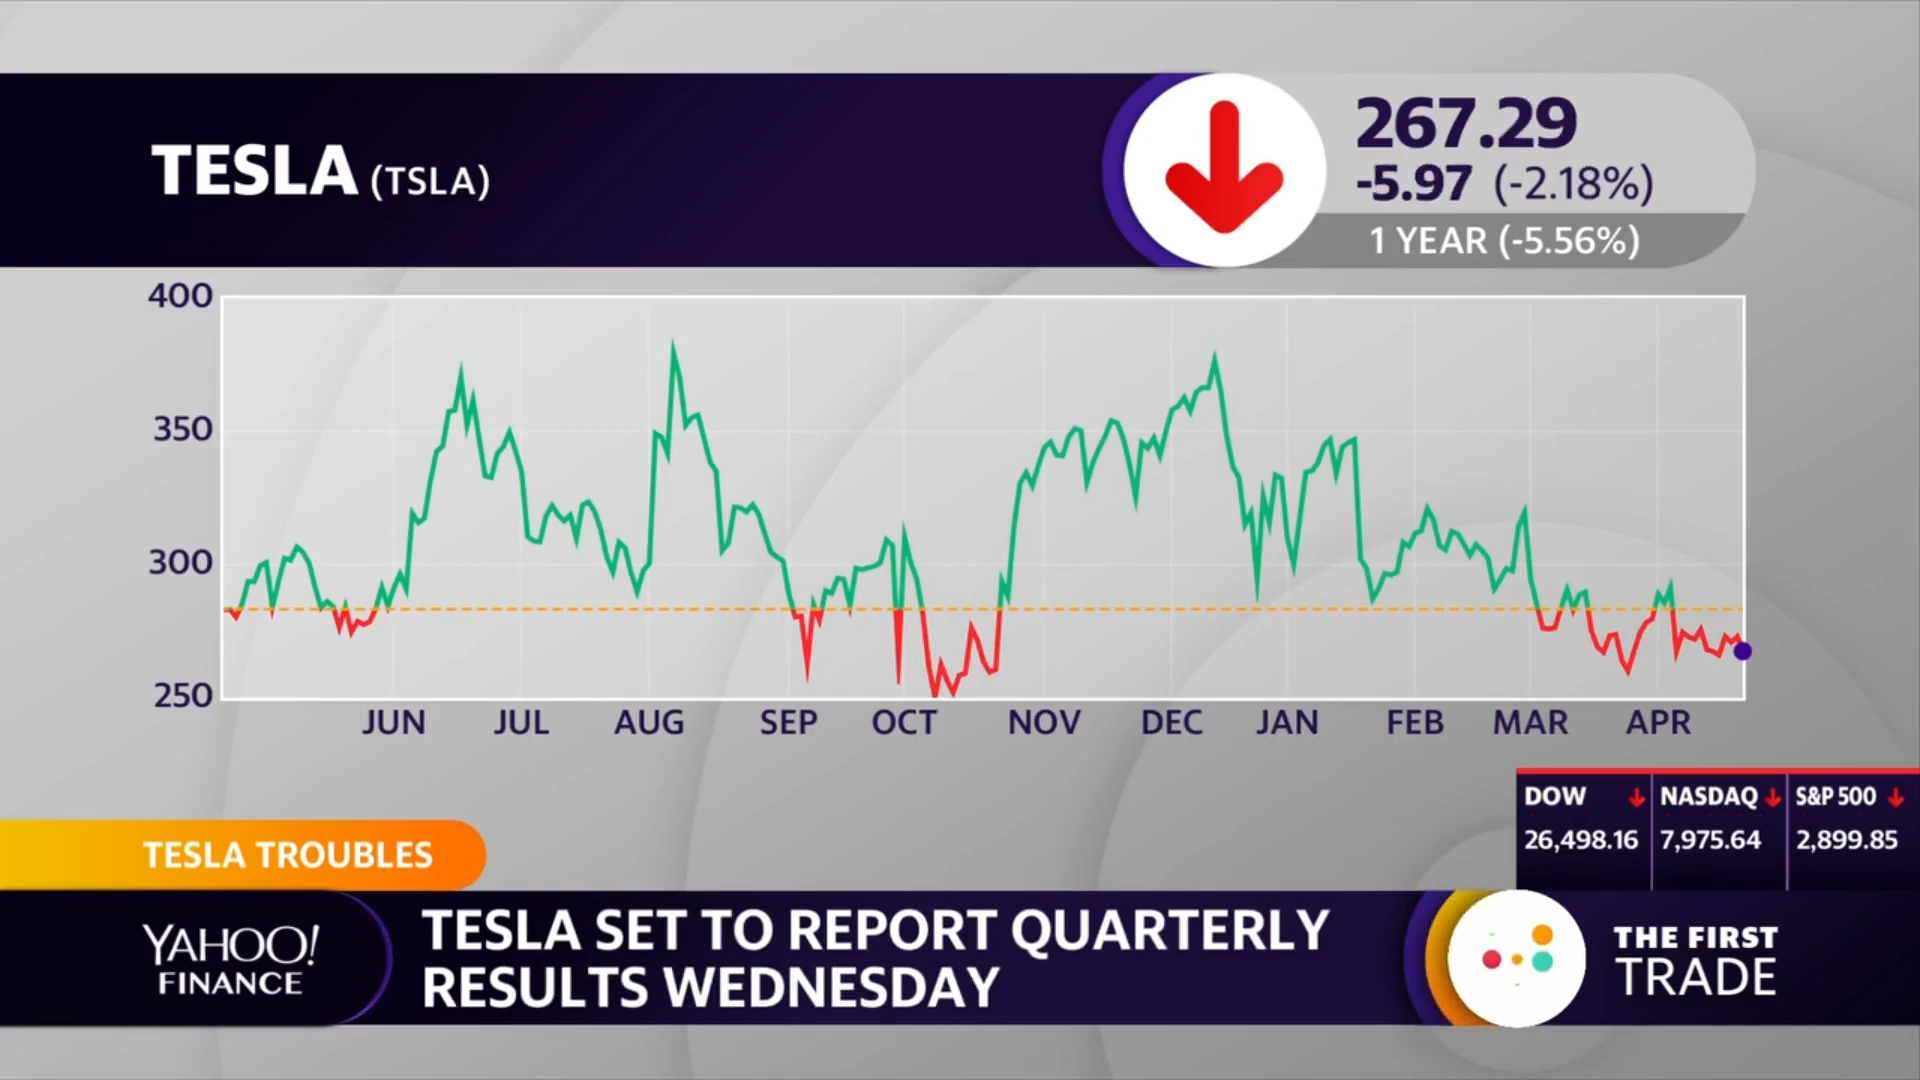 TESLA (TSLA)
267.29
-5.97 (-2.18%)
1 YEAR (-5.56%)
400
350
300
250
JUN JUL AUG SEP OCT NOV DEC JAN FEB MAR APR
DOW NASDAQ S&P 500
26,498.16 7,975.64 2,899.85
TESLA TROUBLES
YAHOO!
FINANCE
TESLA SET TO REPORT QUARTERLY
RESULTS WEDNESDAY
THE FIRST
TRADE